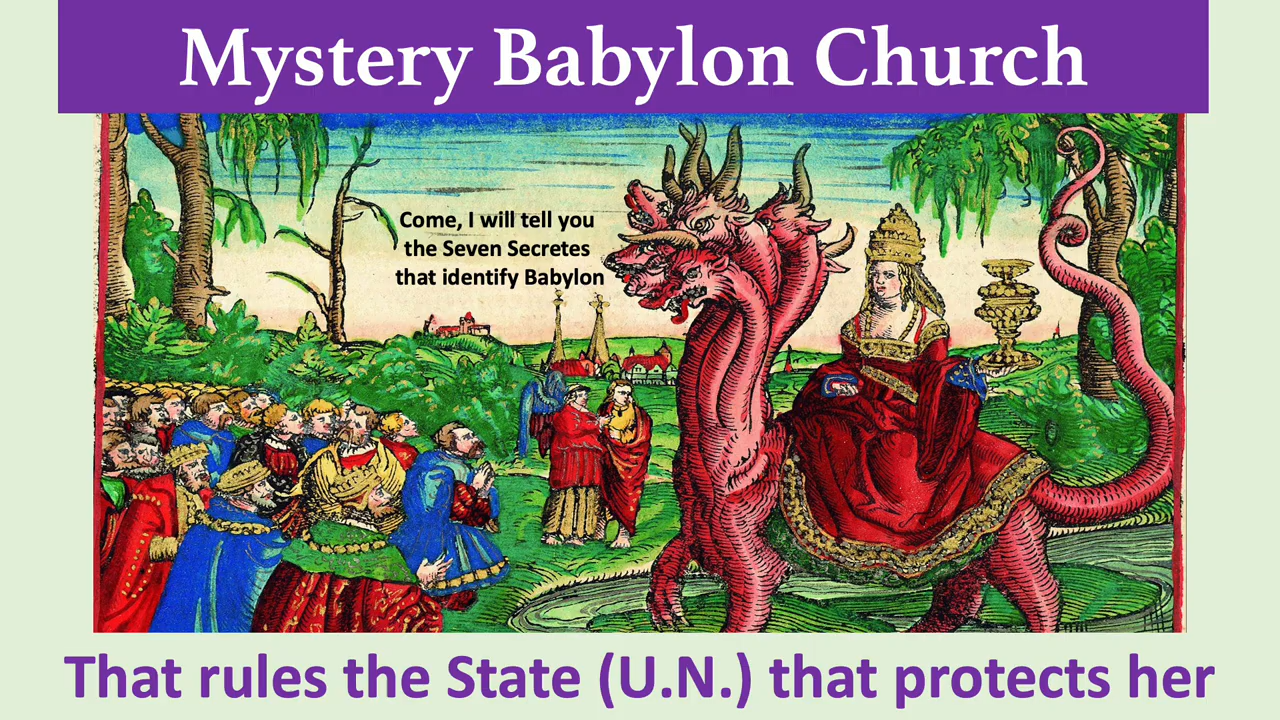 Mystery Babylon Church
Come, I will tell you
the Seven Secretes
that identify Babylon
That rules the State (U.N.) that protects her